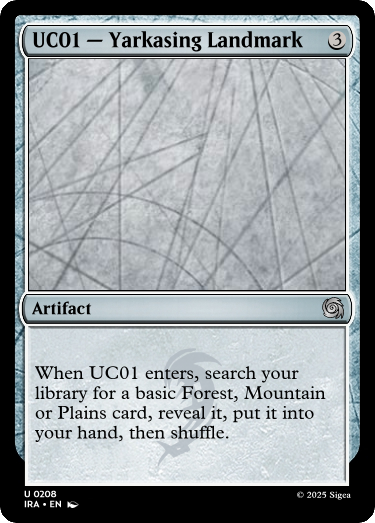 UC01 — Yarkasing Landmark 3
Artifact
When UC01 enters, search your
library for a basic Forest, Mountain
or Plains card, reveal it, put it into
your hand, then shuffle.
U 0208
IRA • EN
© 2025 Sigea